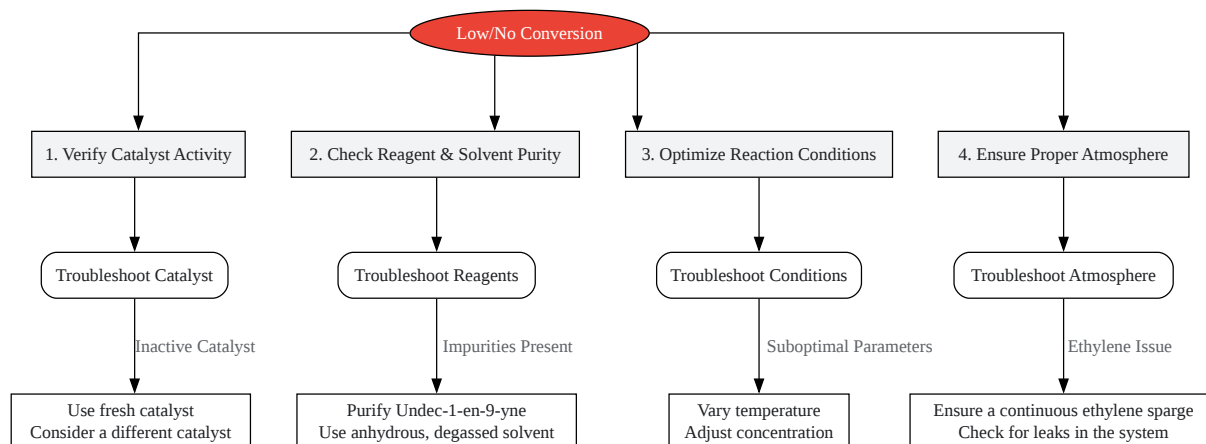 Low/No Conversion
1. Verify Catalyst Activity
2. Check Reagent & Solvent Purity
3. Optimize Reaction Conditions
4. Ensure Proper Atmosphere
Troubleshoot Catalyst
Troubleshoot Reagents
Troubleshoot Conditions
Troubleshoot Atmosphere
Inactive Catalyst
Impurities Present
Suboptimal Parameters
Ethylene Issue
Use fresh catalyst
Consider a different catalyst
Purify Undec-1-en-9-yne
Use anhydrous, degassed solvent
Vary temperature
Adjust concentration
Ensure a continuous ethylene sparge
Check for leaks in the system